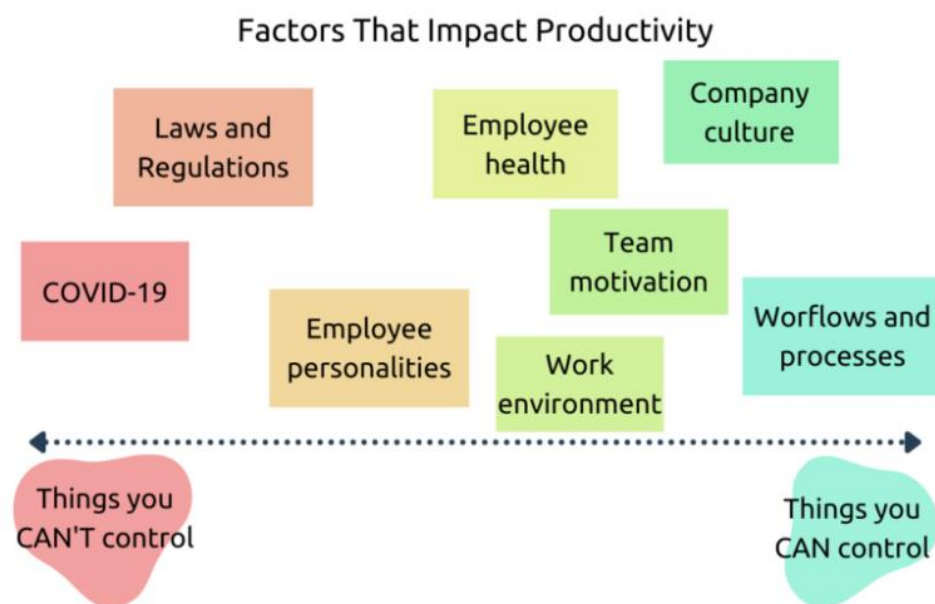 Factors That Impact Productivity
Laws and
Regulations
Employee
health
Company
culture
COVID-19
Employee
personalities
Team
motivation
Work
environment
Worflows and
processes
Things you
CAN'T control
Things you
CAN control